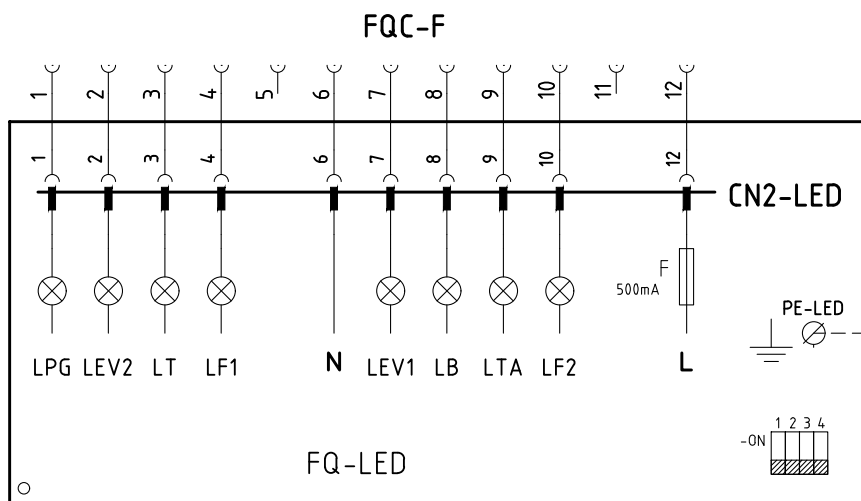 FQC-F
1 2 3 4 5 6 7 8 9 10 11 12
1 2 3 4 6 7 8 9 10 12
CN2-LED
F
500mA
PE-LED
LPG LEV2 LT LF1 N LEV1 LB LTA LF2 L
1 2 3 4
-ON
FQ-LED